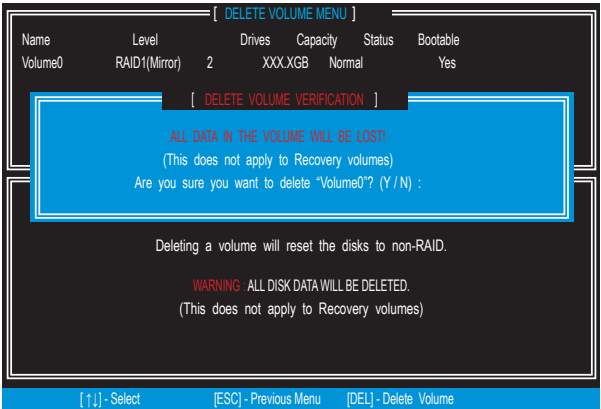 [ DELETE VOLUME MENU ]
Name Level Drives Capacity Status Bootable
Volume0 RAID1(Mirror) 2 XXX.XGB Normal Yes
[ DELETE VOLUME VERIFICATION ]
ALL DATA IN THE VOLUME WILL BE LOST!
(This does not apply to Recovery volumes)
Are you sure you want to delete “Volume0”? (Y / N) :
Deleting a volume will reset the disks to non-RAID.
WARNING : ALL DISK DATA WILL BE DELETED.
(This does not apply to Recovery volumes)
[↑↓] - Select [ESC] - Previous Menu [DEL] - Delete Volume